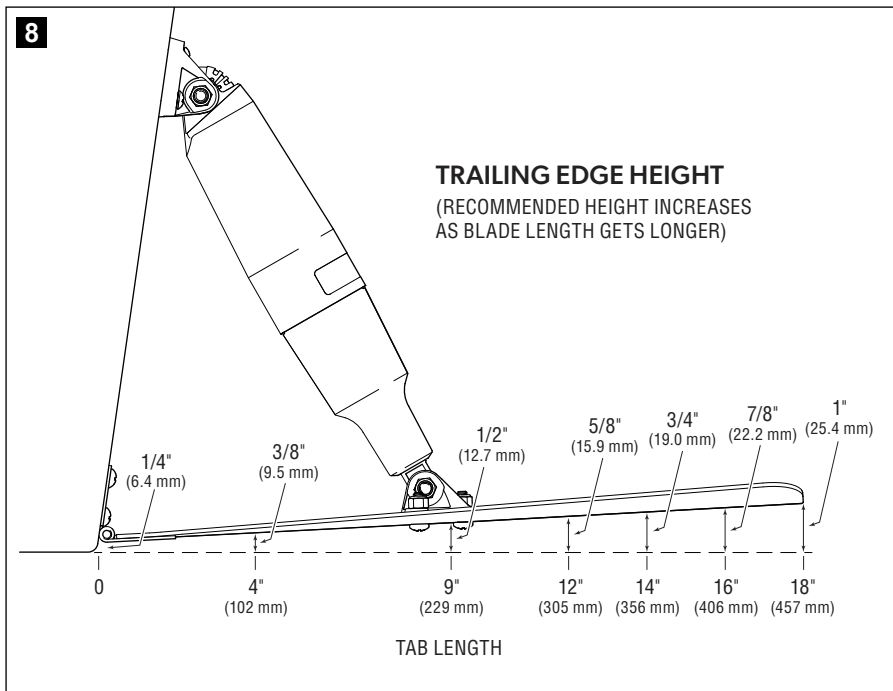 8
TRAILING EDGE HEIGHT
(RECOMMENDED HEIGHT INCREASES
AS BLADE LENGTH GETS LONGER)
1/4"
(6.4 mm)
3/8"
(9.5 mm)
1/2"
(12.7 mm)
5/8"
(15.9 mm)
3/4"
(19.0 mm)
7/8"
(22.2 mm)
1"
(25.4 mm)
0
4"
(102 mm)
9"
(229 mm)
12"
(305 mm)
14"
(356 mm)
16"
(406 mm)
18"
(457 mm)
TAB LENGTH